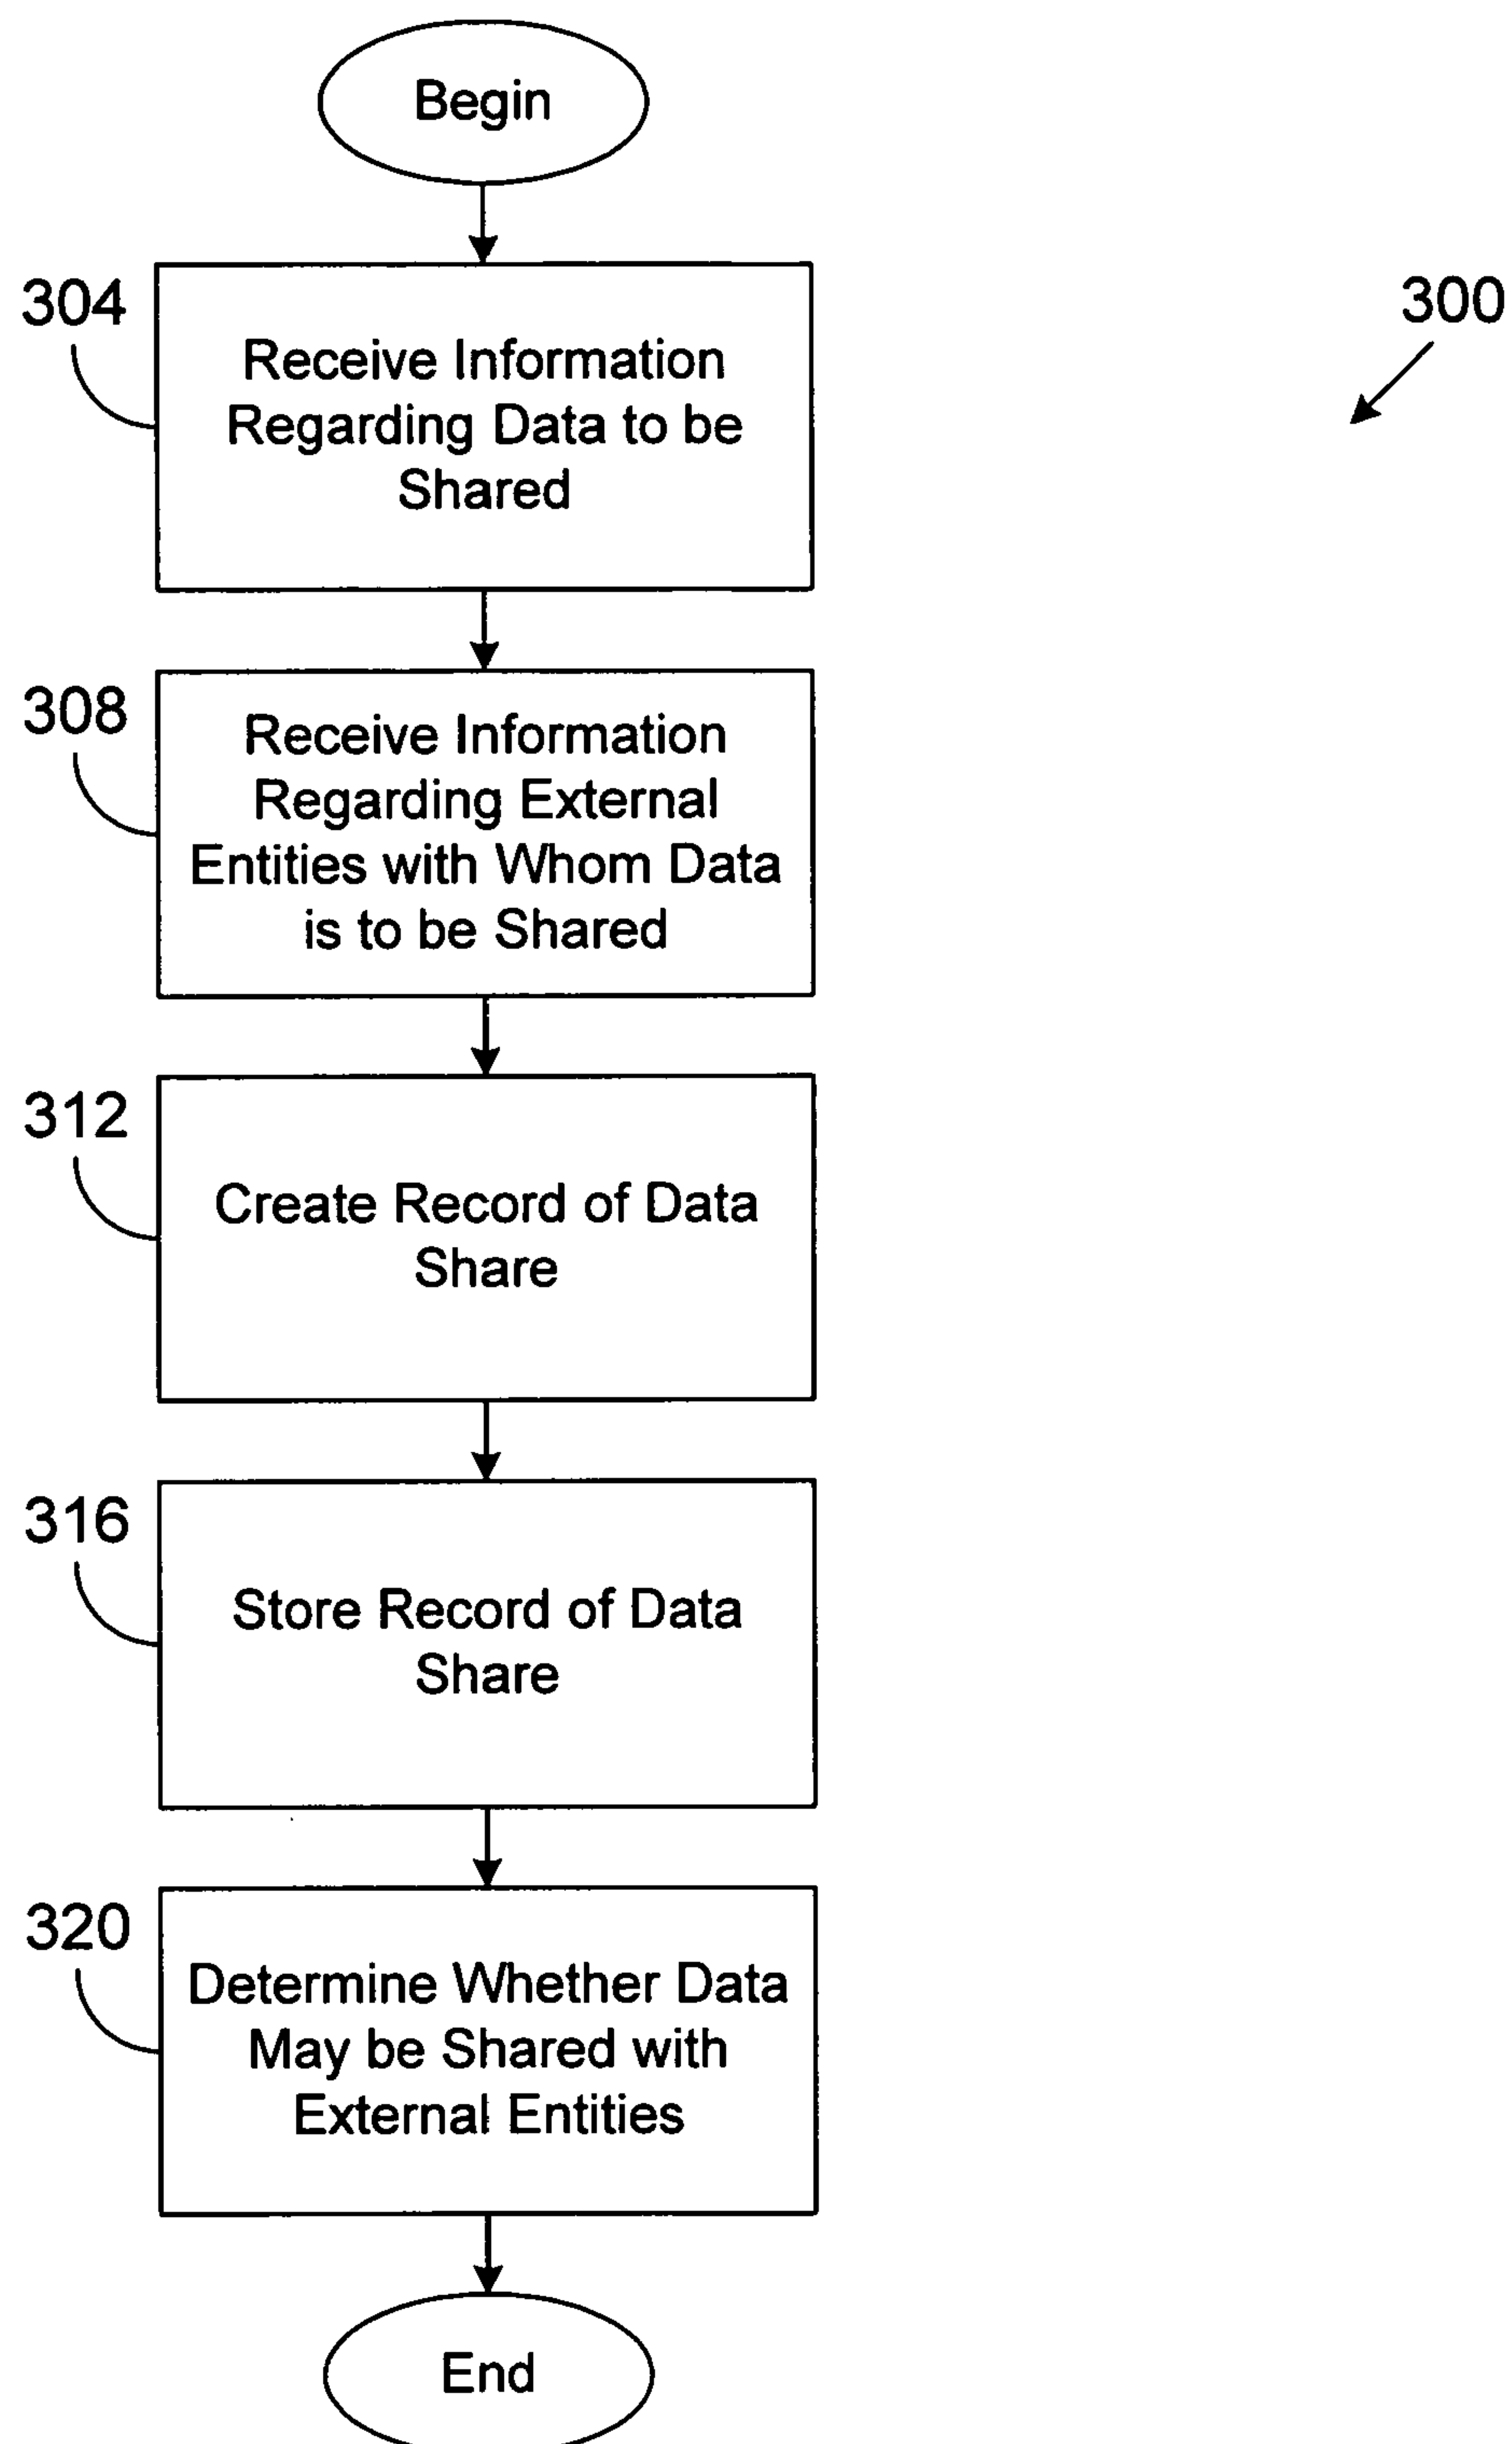 Begin
304
300
Receive Information
Regarding Data to be
Shared
308
Receive Information
Regarding External
Entities with Whom Data
is to be Shared
312
Create Record of Data
Share
316
Store Record of Data
Share
320
Determine Whether Data
May be Shared with
External Entities
End